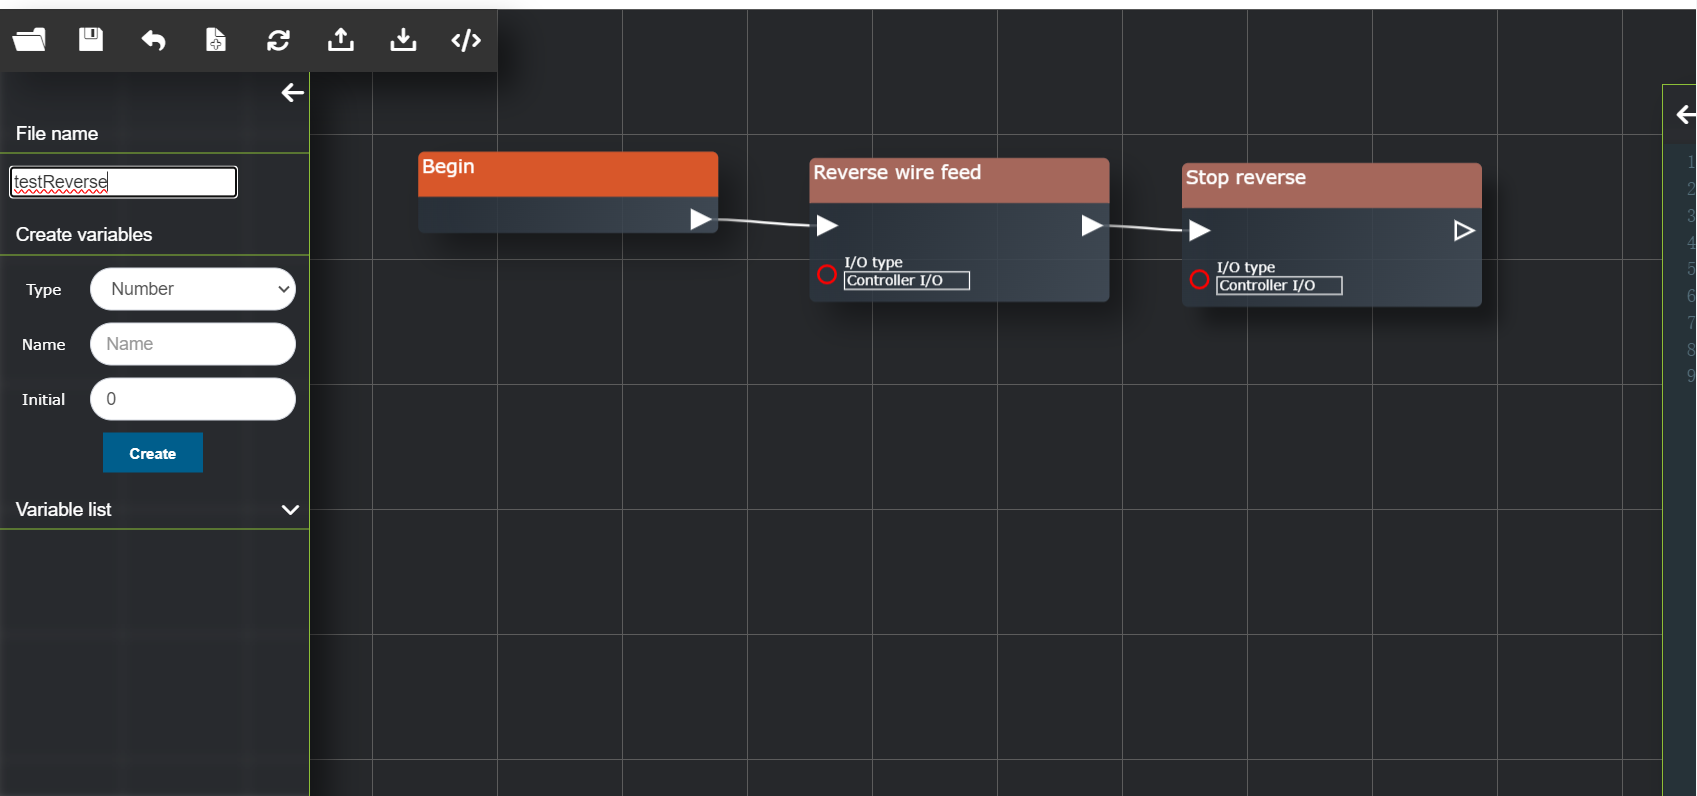 File name
testReverse
Create variables
Type
Number
Name
Name
Initial
0
Create
Variable list
Begin
Reverse wire feed
I/O type
Controller I/O
Stop reverse
I/O type
Controller I/O
1
2
3
4
5
6
7
8
9